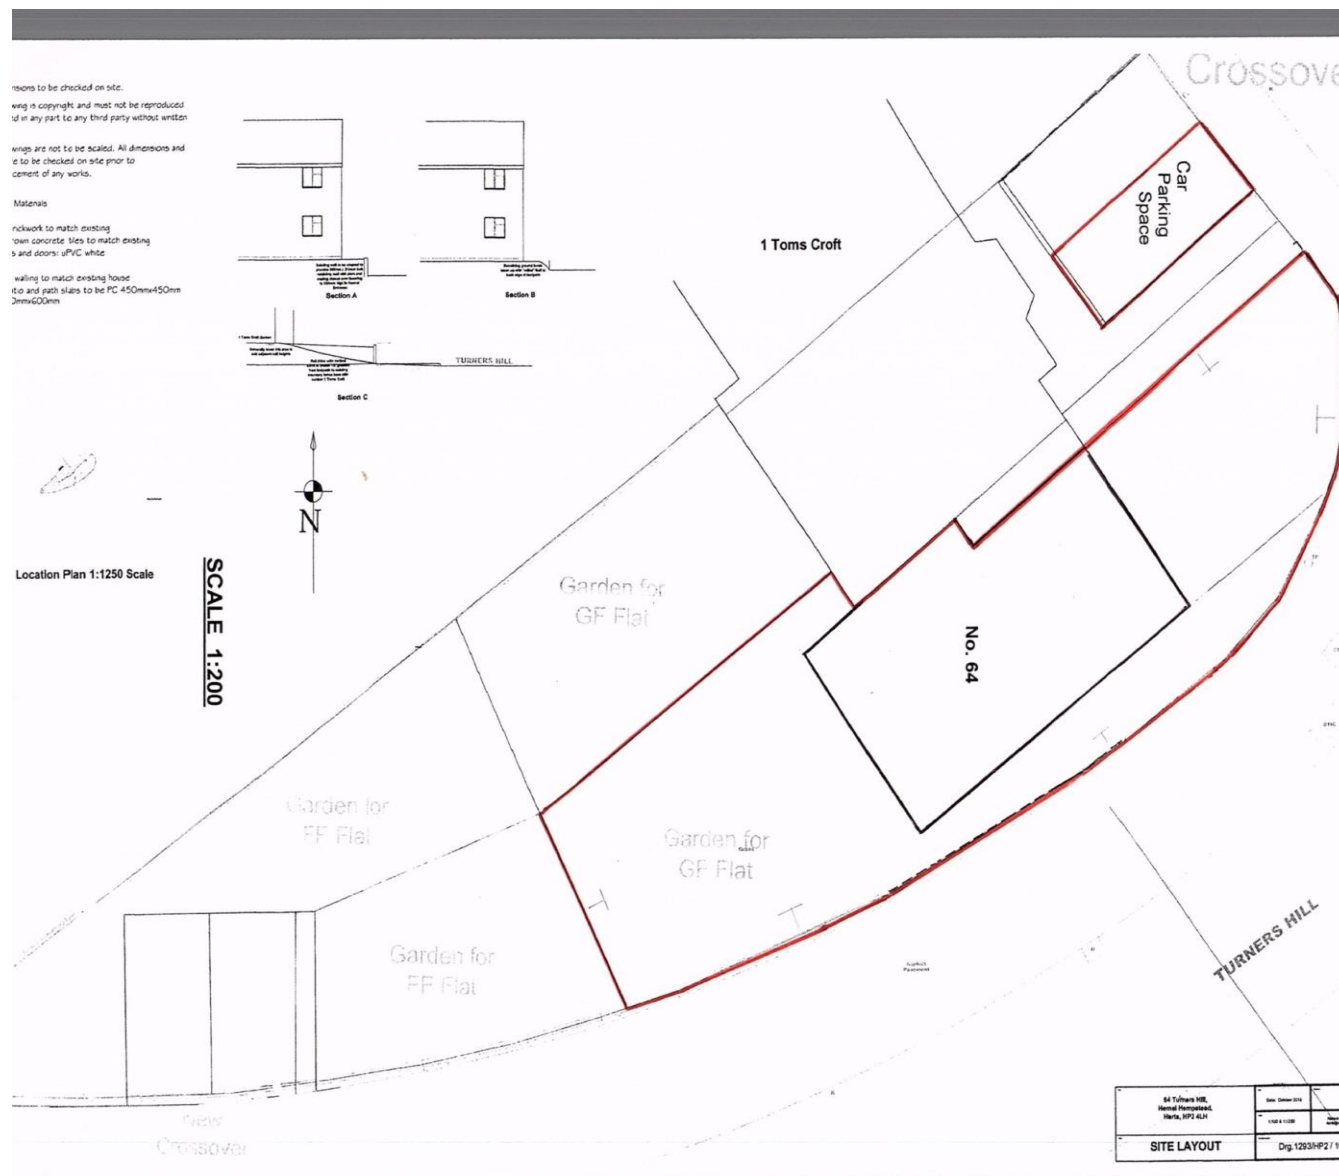 nsions to be checked on site.
wing is copyright and must not be reproduced
d in any part to any third party without written
wings are not to be scaled. All dimensions and
e to be checked on site prior to
cement of any works.
Materials
rickwork to match existing
rown concrete tiles to match existing
s and doors: uPVC white
walling to match existing house
tio and path slabs to be PC 450mmx450mm
0mmx600mm
Section A
Section B
TURNERS HILL
Section C
N
Location Plan 1:1250 Scale
SCALE 1:200
Crossove
Car
Parking
Space
1 Toms Croft
Garden for
GF Flat
No. 64
Garden for
FF Flat
Garden for
GF Flat
Garden for
FF Flat
Asphalt
Pavement
TURNERS HILL
New
Crossover
64 Turners Hill,
Hemel Hempstead,
Herts, HP2 4LH
SITE LAYOUT
Drg.1293/HP2 / 1